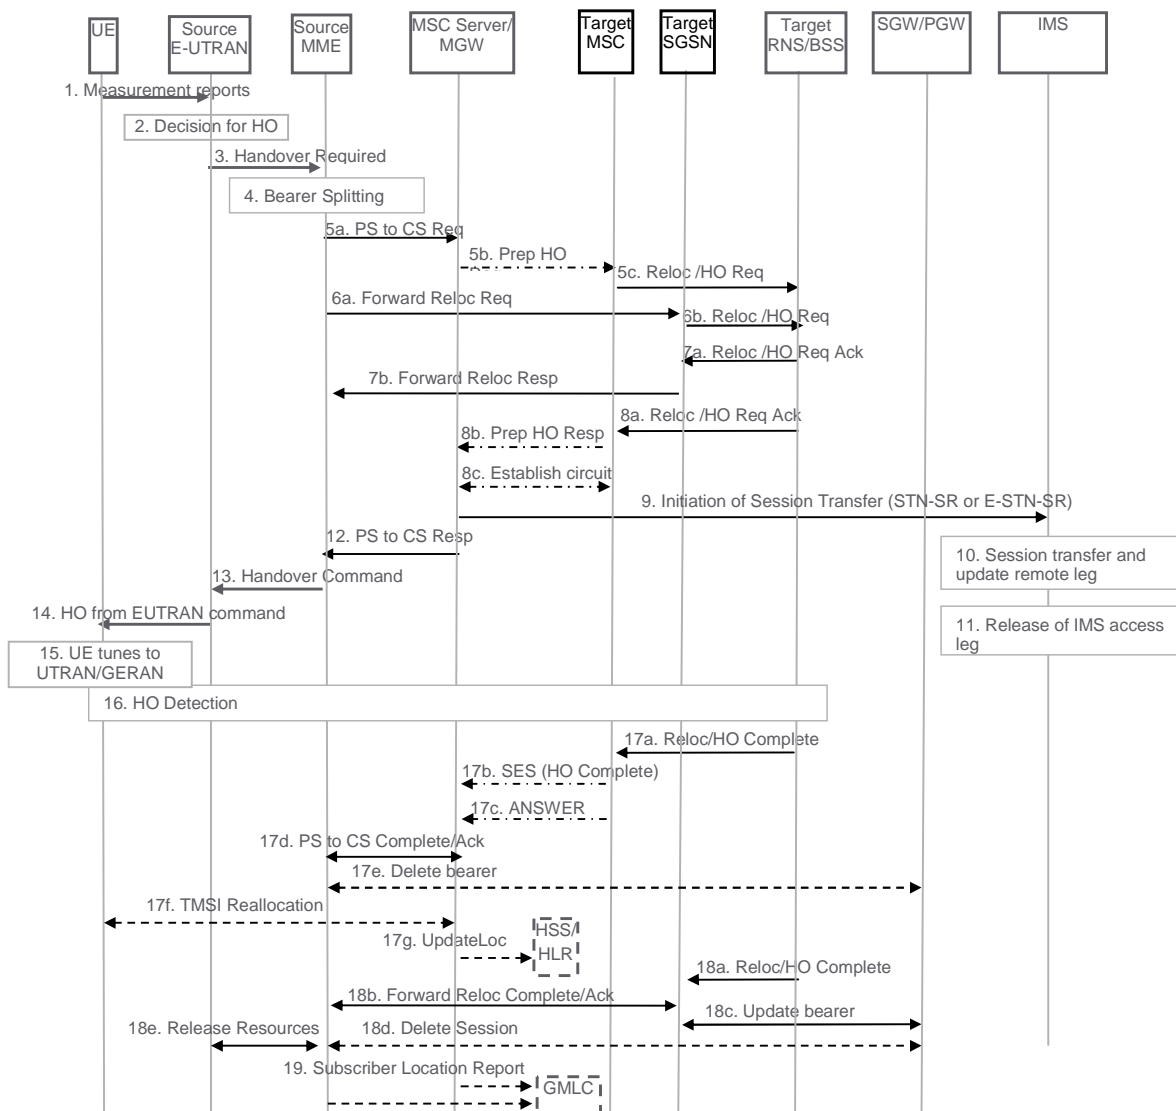 UE
Source
E-UTRAN
Source
MME
MSC Server/
MGW
Target
MSC
Target
SGSN
Target
RNS/BSS
SGW/PGW
IMS
1. Measurement reports
2. Decision for HO
3. Handover Required
4. Bearer Splitting
5a. PS to CS Req
5b. Prep HO
5c. Reloc /HO Req
6a. Forward Reloc Req
6b. Reloc /HO Req
7a. Reloc /HO Req Ack
7b. Forward Reloc Resp
8a. Reloc /HO Req Ack
8b. Prep HO Resp
8c. Establish circuit
9. Initiation of Session Transfer (STN-SR or E-STN-SR)
12. PS to CS Resp
10. Session transfer and
update remote leg
13. Handover Command
14. HO from EUTRAN command
11. Release of IMS access
leg
15. UE tunes to
UTRAN/GERAN
16. HO Detection
17a. Reloc/HO Complete
17b. SES (HO Complete)
17c. ANSWER
17d. PS to CS Complete/Ack
17e. Delete bearer
17f. TMSI Reallocation
17g. UpdateLoc
HSS/
HLR
18a. Reloc/HO Complete
18b. Forward Reloc Complete/Ack
18c. Update bearer
18e. Release Resources
18d. Delete Session
19. Subscriber Location Report
GMLC